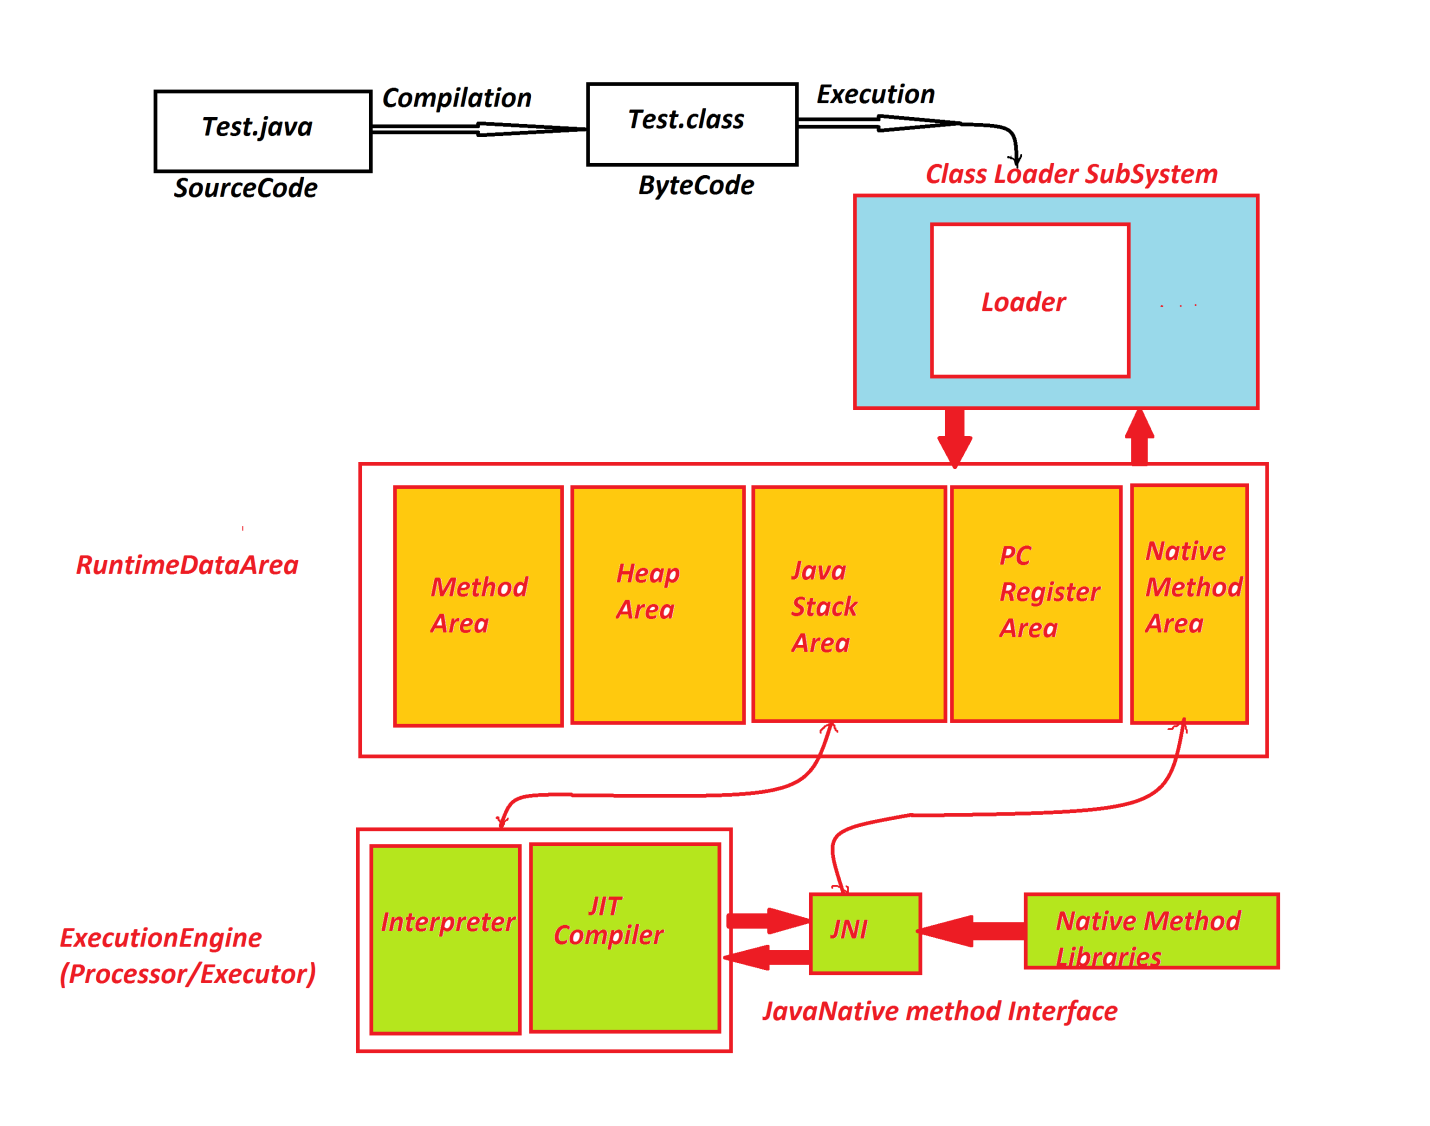 Compilation
Execution
Test.java
Test.class
SourceCode
ByteCode
Class Loader SubSystem
Loader
. . .
RuntimeDataArea
Method
Area
Heap
Area
Java
Stack
Area
PC
Register
Area
Native
Method
Area
ExecutionEngine
(Processor/Executor)
Interpreter
JIT
Compiler
JNI
Native Method
Libraries
JavaNative method Interface